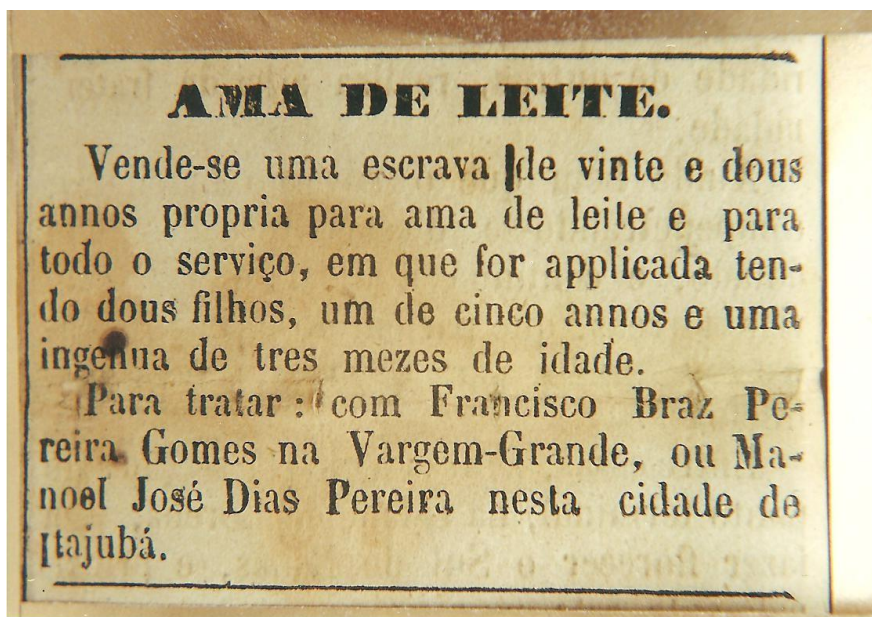 AMA DE LEITE.
Vende-se uma escrava de vinte e dous
annos propria para ama de leite e para
todo o serviço, em que for applicada ten-
do dous filhos, um de cinco annos e uma
ingenua de tres mezes de idade.
Para tratar: com Francisco Braz Pe-
reira Gomes na Vargem-Grande, ou Ma-
noel José Dias Pereira nesta cidade de
Itajubá.